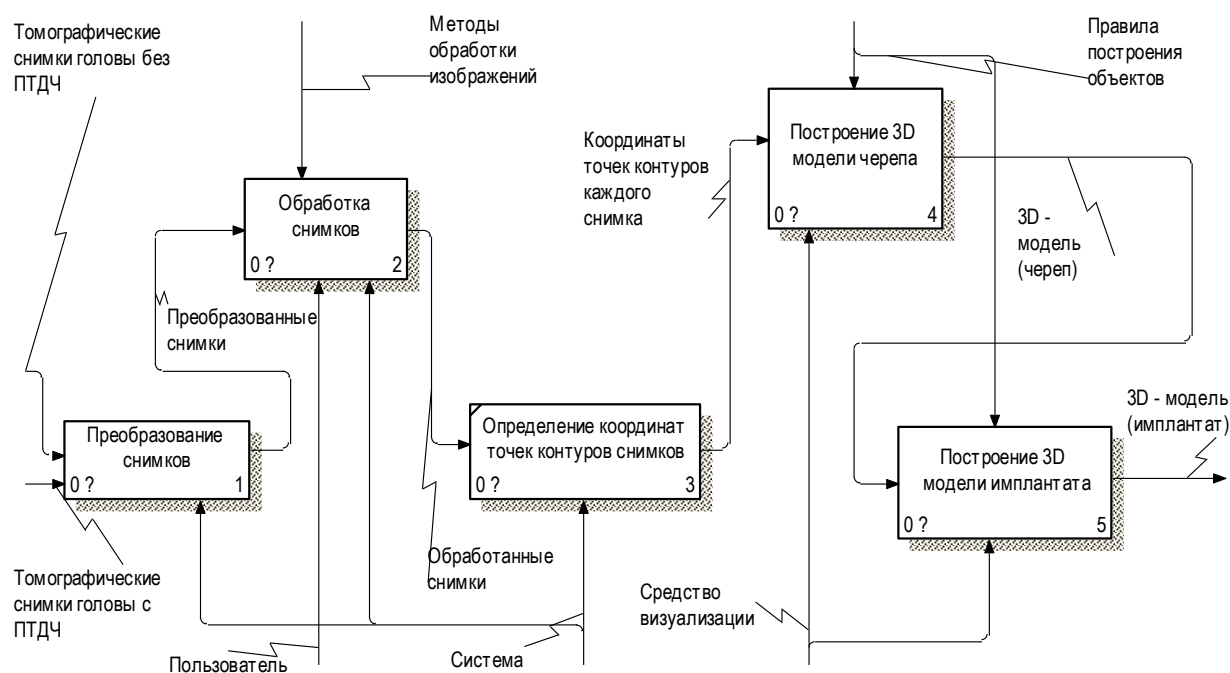 Томографические
снимки головы без
ПТДЧ
Методы
обработки
изображений
Правила
построения
объектов
Координаты
точек контуров
каждого
снимка
Построение 3D
модели черепа
0 ?
4
Обработка
снимков
0 ?
2
3D -
модель
(череп)
Преобразованные
снимки
3D - модель
(имплантат)
Преобразование
снимков
0 ?
1
Определение координат
точек контуров снимков
0 ?
3
Построение 3D
модели имплантата
0 ?
5
Обработанные
снимки
Томографические
снимки головы с
ПТДЧ
Средство
визуализации
Пользователь
Система